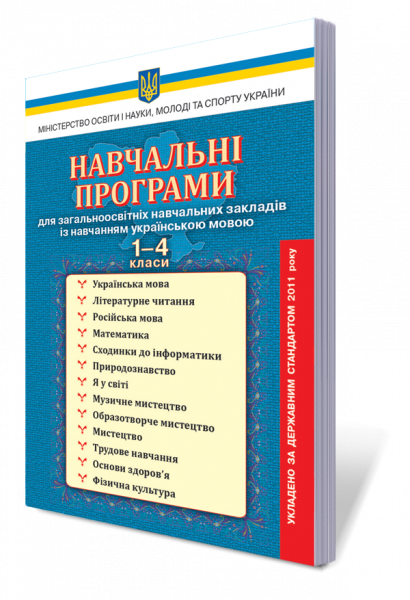 МІНІСТЕРСТВО ОСВІТИ І НАУКИ, МОЛОДІ ТА СПОРТУ УКРАЇНИ
НАВЧАЛЬНІ
ПРОГРАМИ
для загальноосвітніх навчальних закладів
із навчанням українською мовою
1–4
класи
Українська мова
Літературне читання
Російська мова
Математика
Сходинки до інформатики
Природознавство
Я у світі
Музичне мистецтво
Образотворче мистецтво
Мистецтво
Трудове навчання
Основи здоров'я
Фізична культура
УКЛАДЕНО ЗА ДЕРЖАВНИМ СТАНДАРТОМ 2011 року